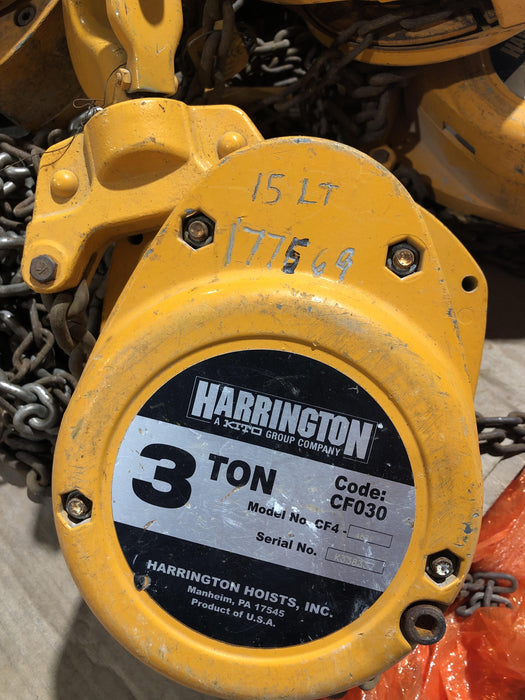 15 LT
177569
HARRINGTON
A KITO GROUP COMPANY
3 TON
Code:
CF030
Model No. CF4 -
Serial No.
HARRINGTON HOISTS, INC.
Manheim, PA 17545
Product of U.S.A.